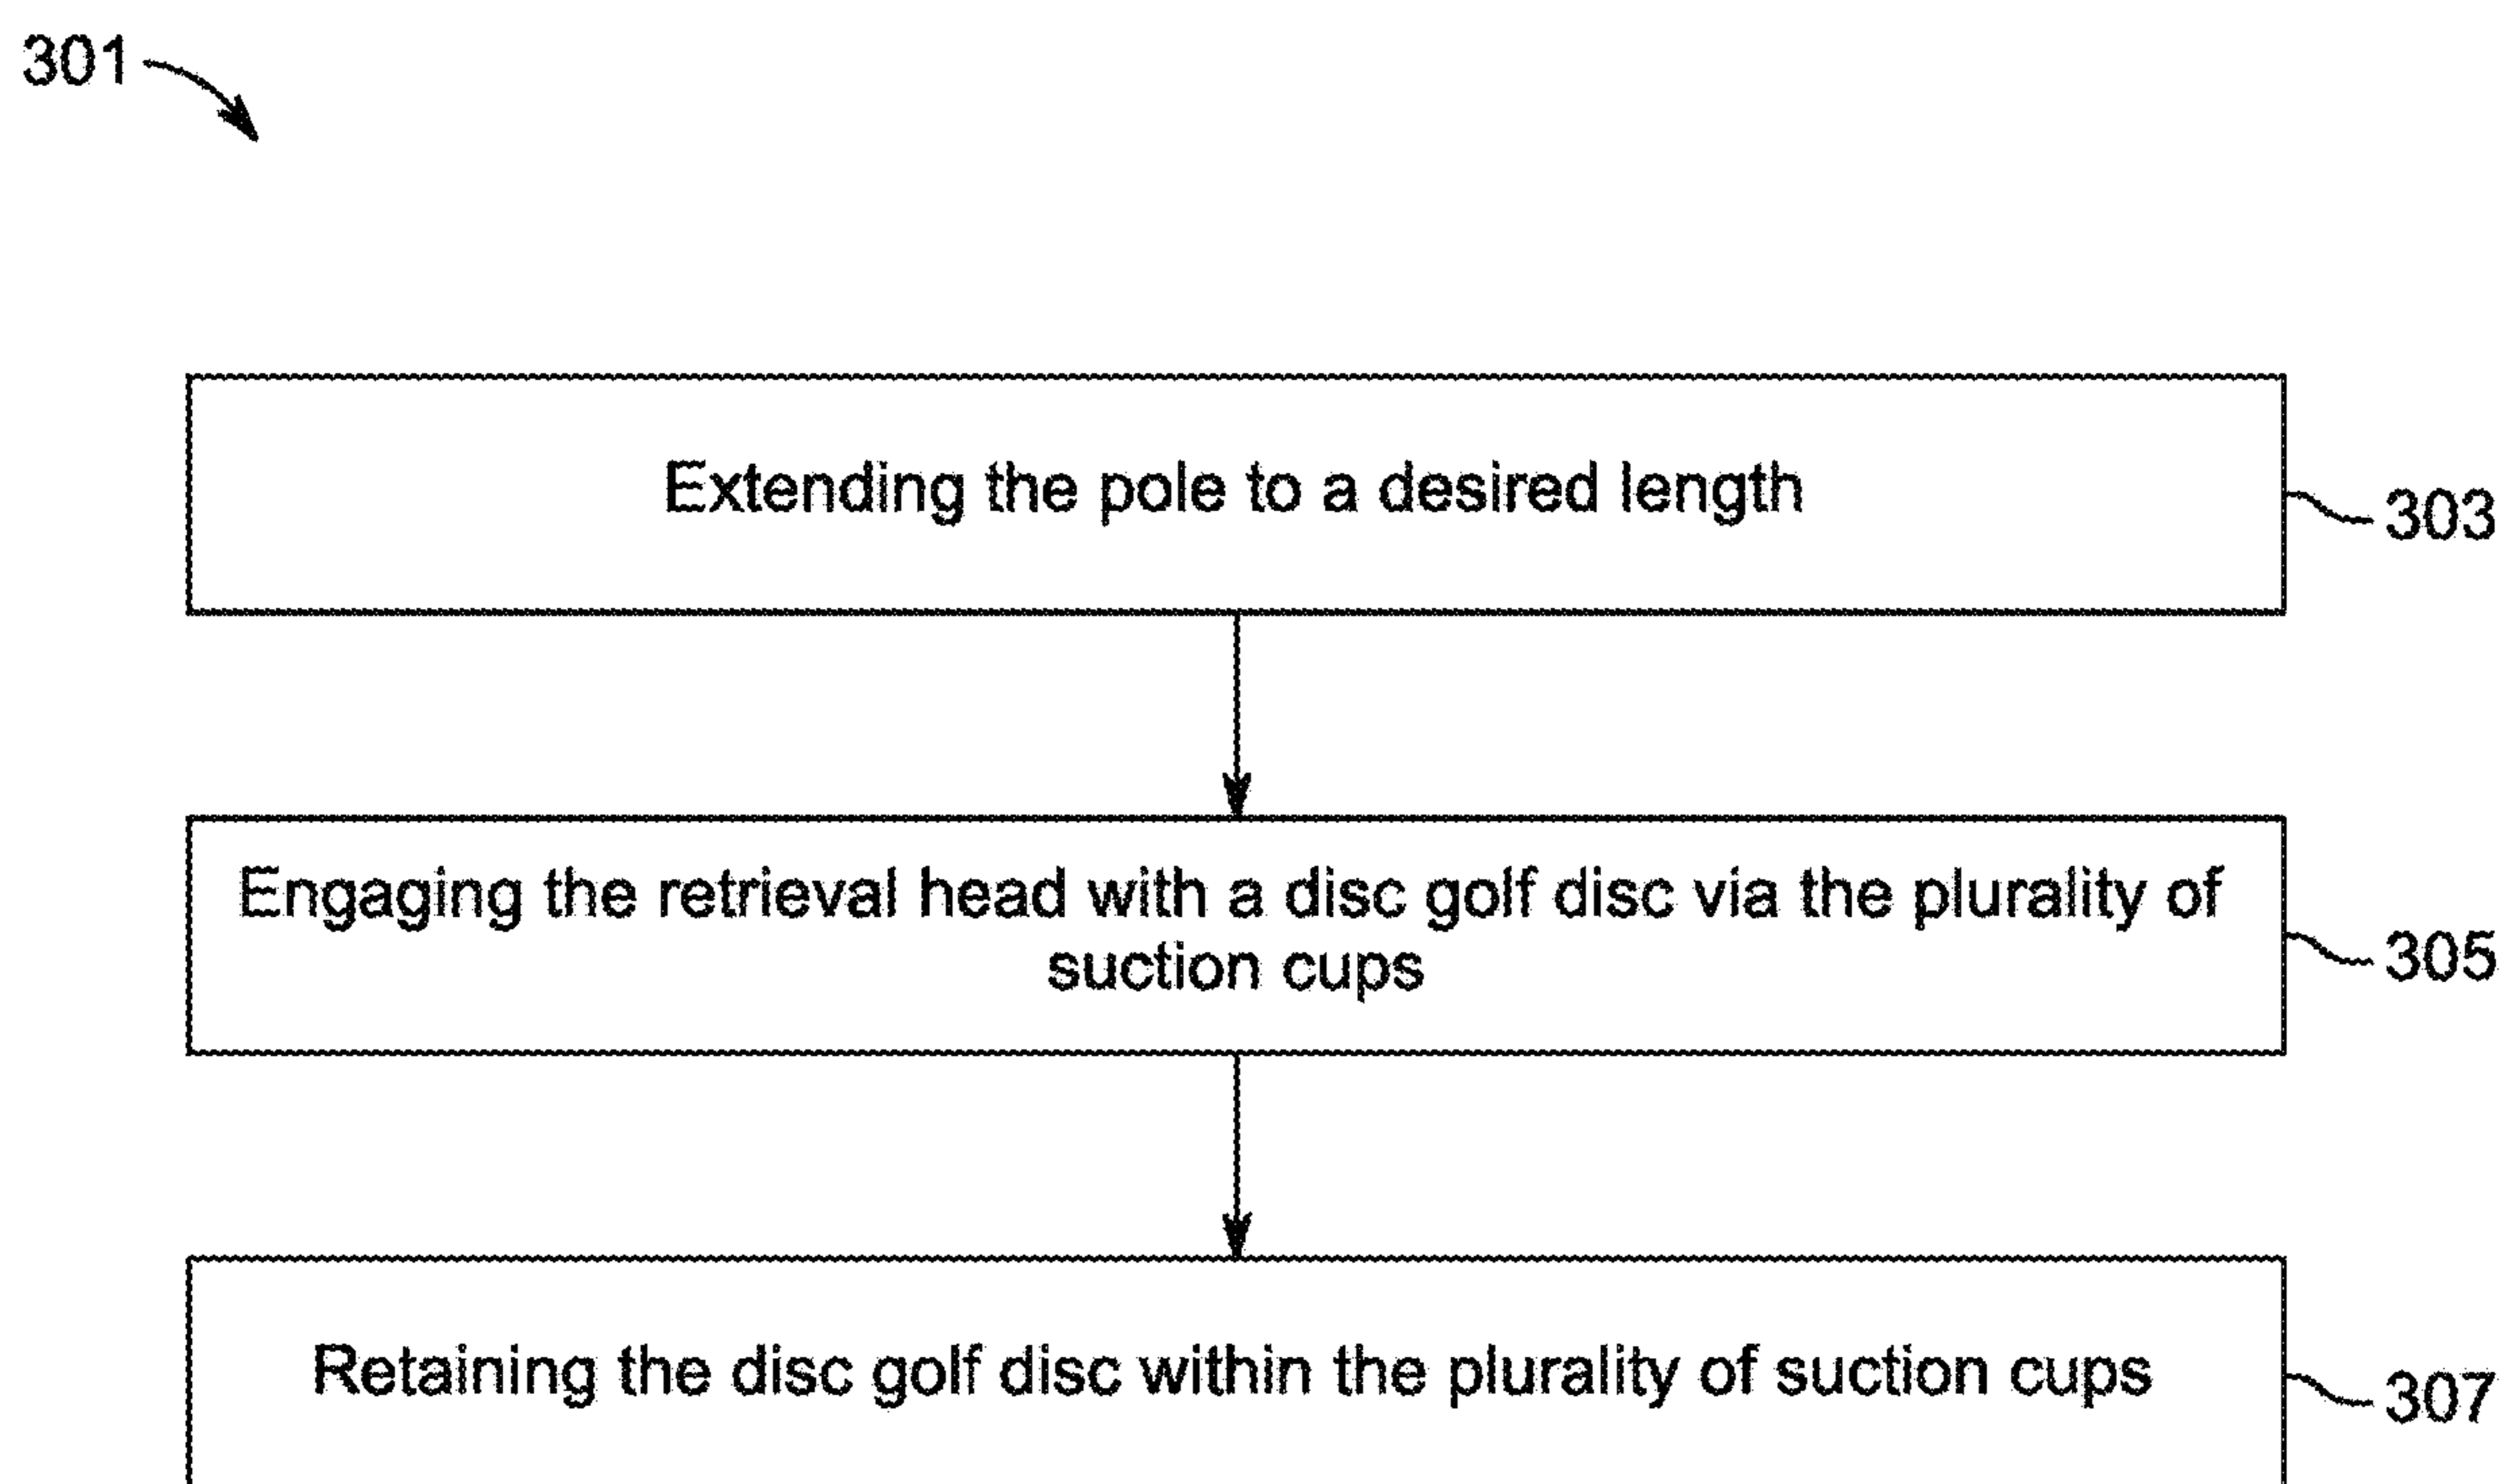 301
Extending the pole to a desired length
303
Engaging the retrieval head with a disc golf disc via the plurality of
suction cups
305
Retaining the disc golf disc within the plurality of suction cups
307